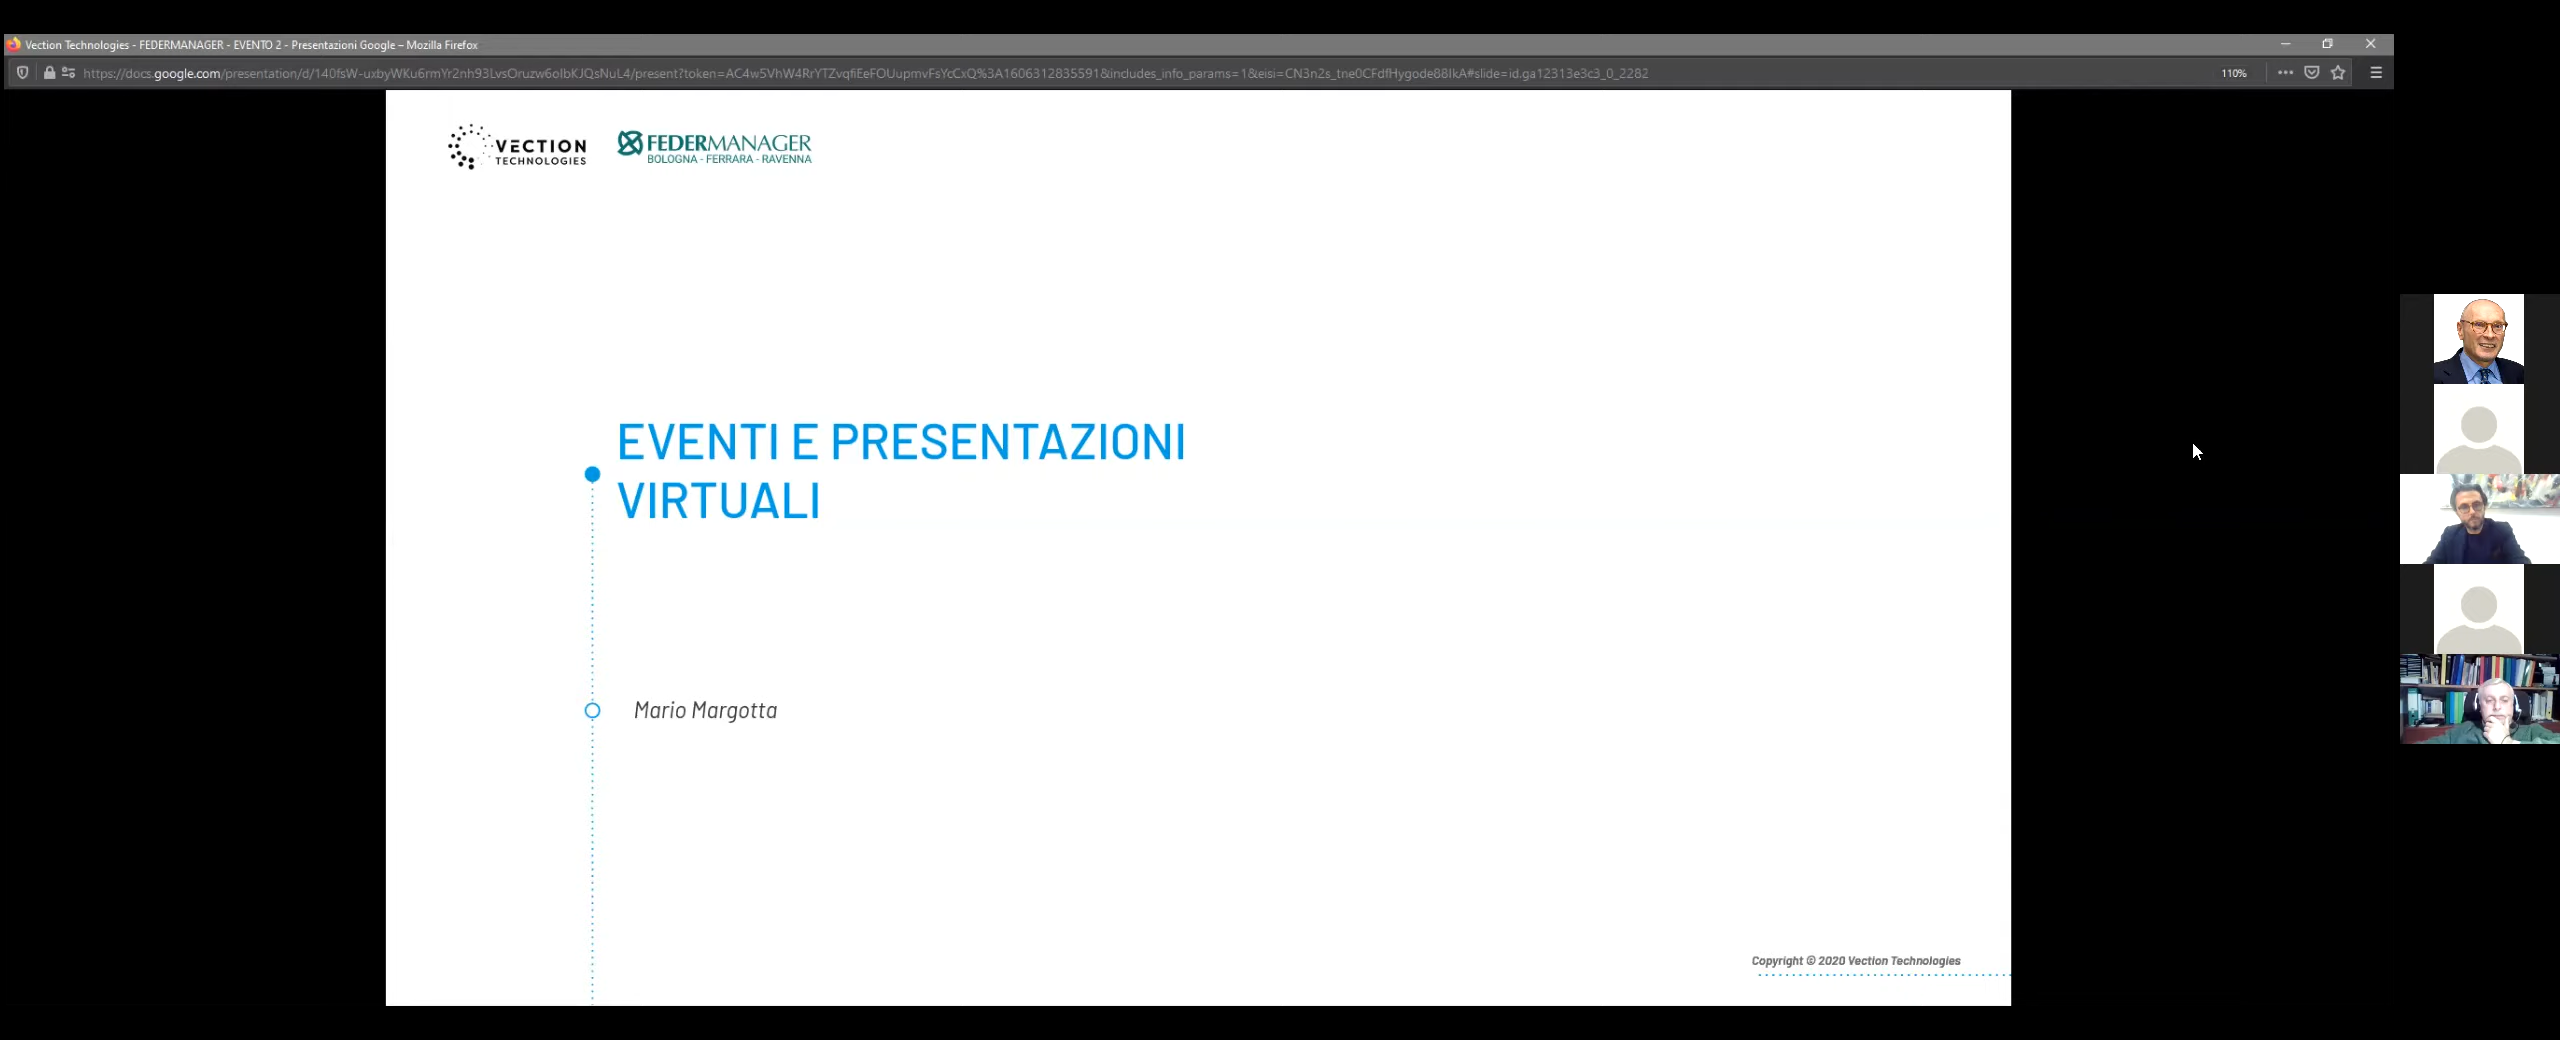 Vection Technologies - FEDERMANAGER - EVENTO 2 - Presentazioni Google – Mozilla Firefox
110%
VECTION
TECHNOLOGIES
FEDERMANAGER
BOLOGNA - FERRARA - RAVENNA
EVENTI E PRESENTAZIONI
VIRTUALI
Mario Margotta
Copyright © 2020 Vection Technologies